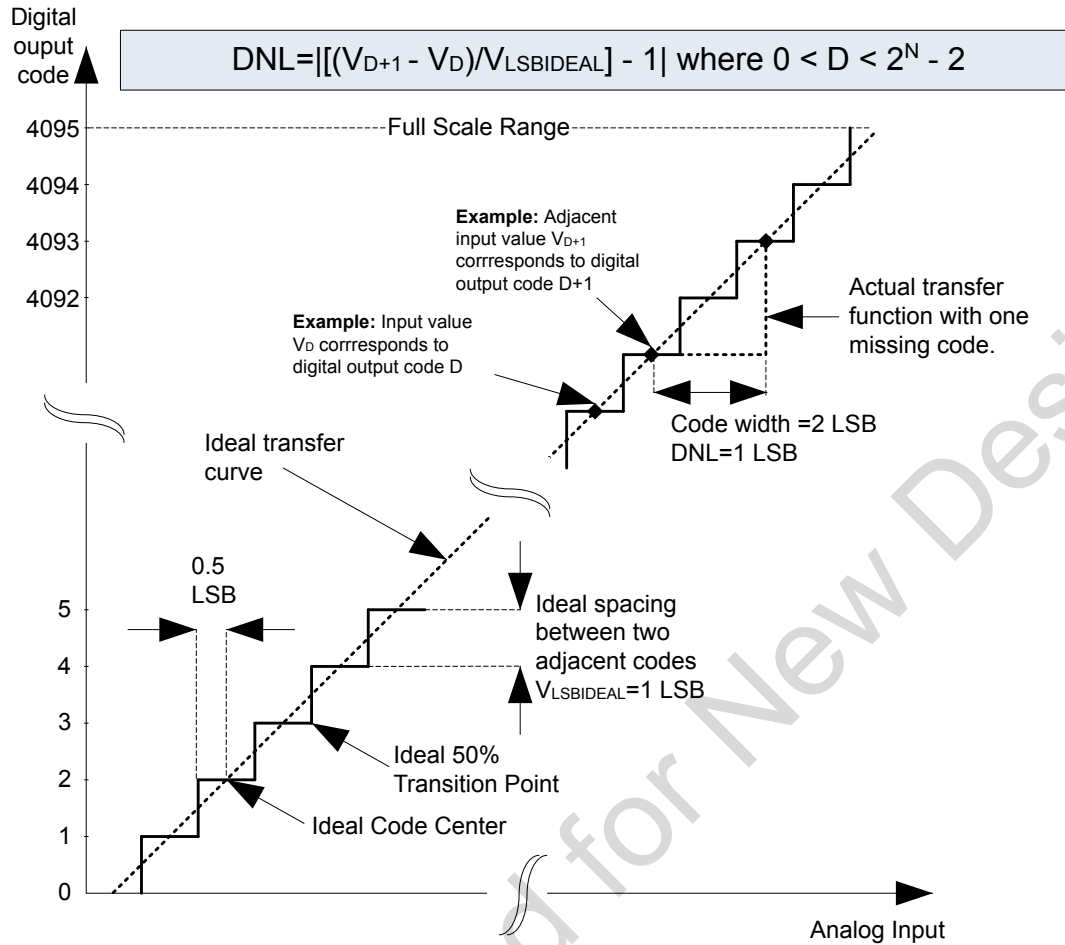 Digital
ouput
code
DNL=|[(VD+1 - VD)/VLSBIDEAL] - 1| where 0 < D < 2^N - 2
4095
Full Scale Range
4094
4093
4092
Example: Adjacent
input value VD+1
corrresponds to digital
output code D+1
Example: Input value
VD corrresponds to
digital output code D
Actual transfer
function with one
missing code.
Code width =2 LSB
DNL=1 LSB
Ideal transfer
curve
0.5
LSB
5
4
3
2
1
0
Ideal spacing
between two
adjacent codes
VLSBIDEAL=1 LSB
Ideal 50%
Transition Point
Ideal Code Center
Analog Input
for New